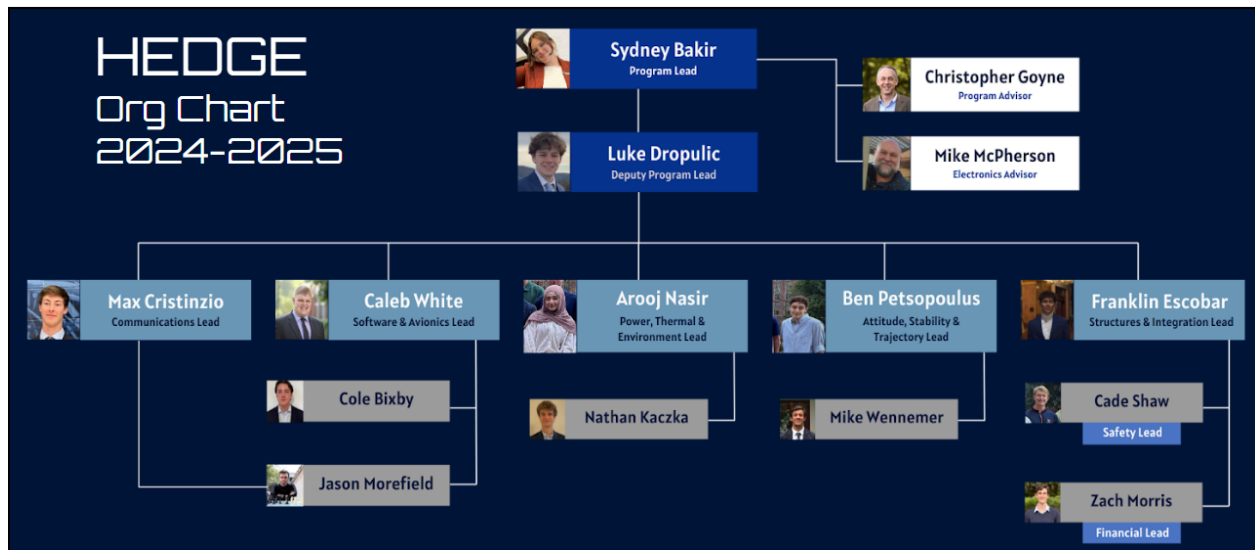 HEDGE
Org Chart
2024-2025
Sydney Bakir
Program Lead
Christopher Goyne
Program Advisor
Luke Dropulic
Deputy Program Lead
Mike McPherson
Electronics Advisor
Max Cristinzio
Communications Lead
Caleb White
Software & Avionics Lead
Arooj Nasir
Power, Thermal &
Environment Lead
Ben Petsopoulus
Attitude, Stability &
Trajectory Lead
Franklin Escobar
Structures & Integration Lead
Cole Bixby
Nathan Kaczka
Mike Wennemer
Cade Shaw
Safety Lead
Jason Morefield
Zach Morris
Financial Lead